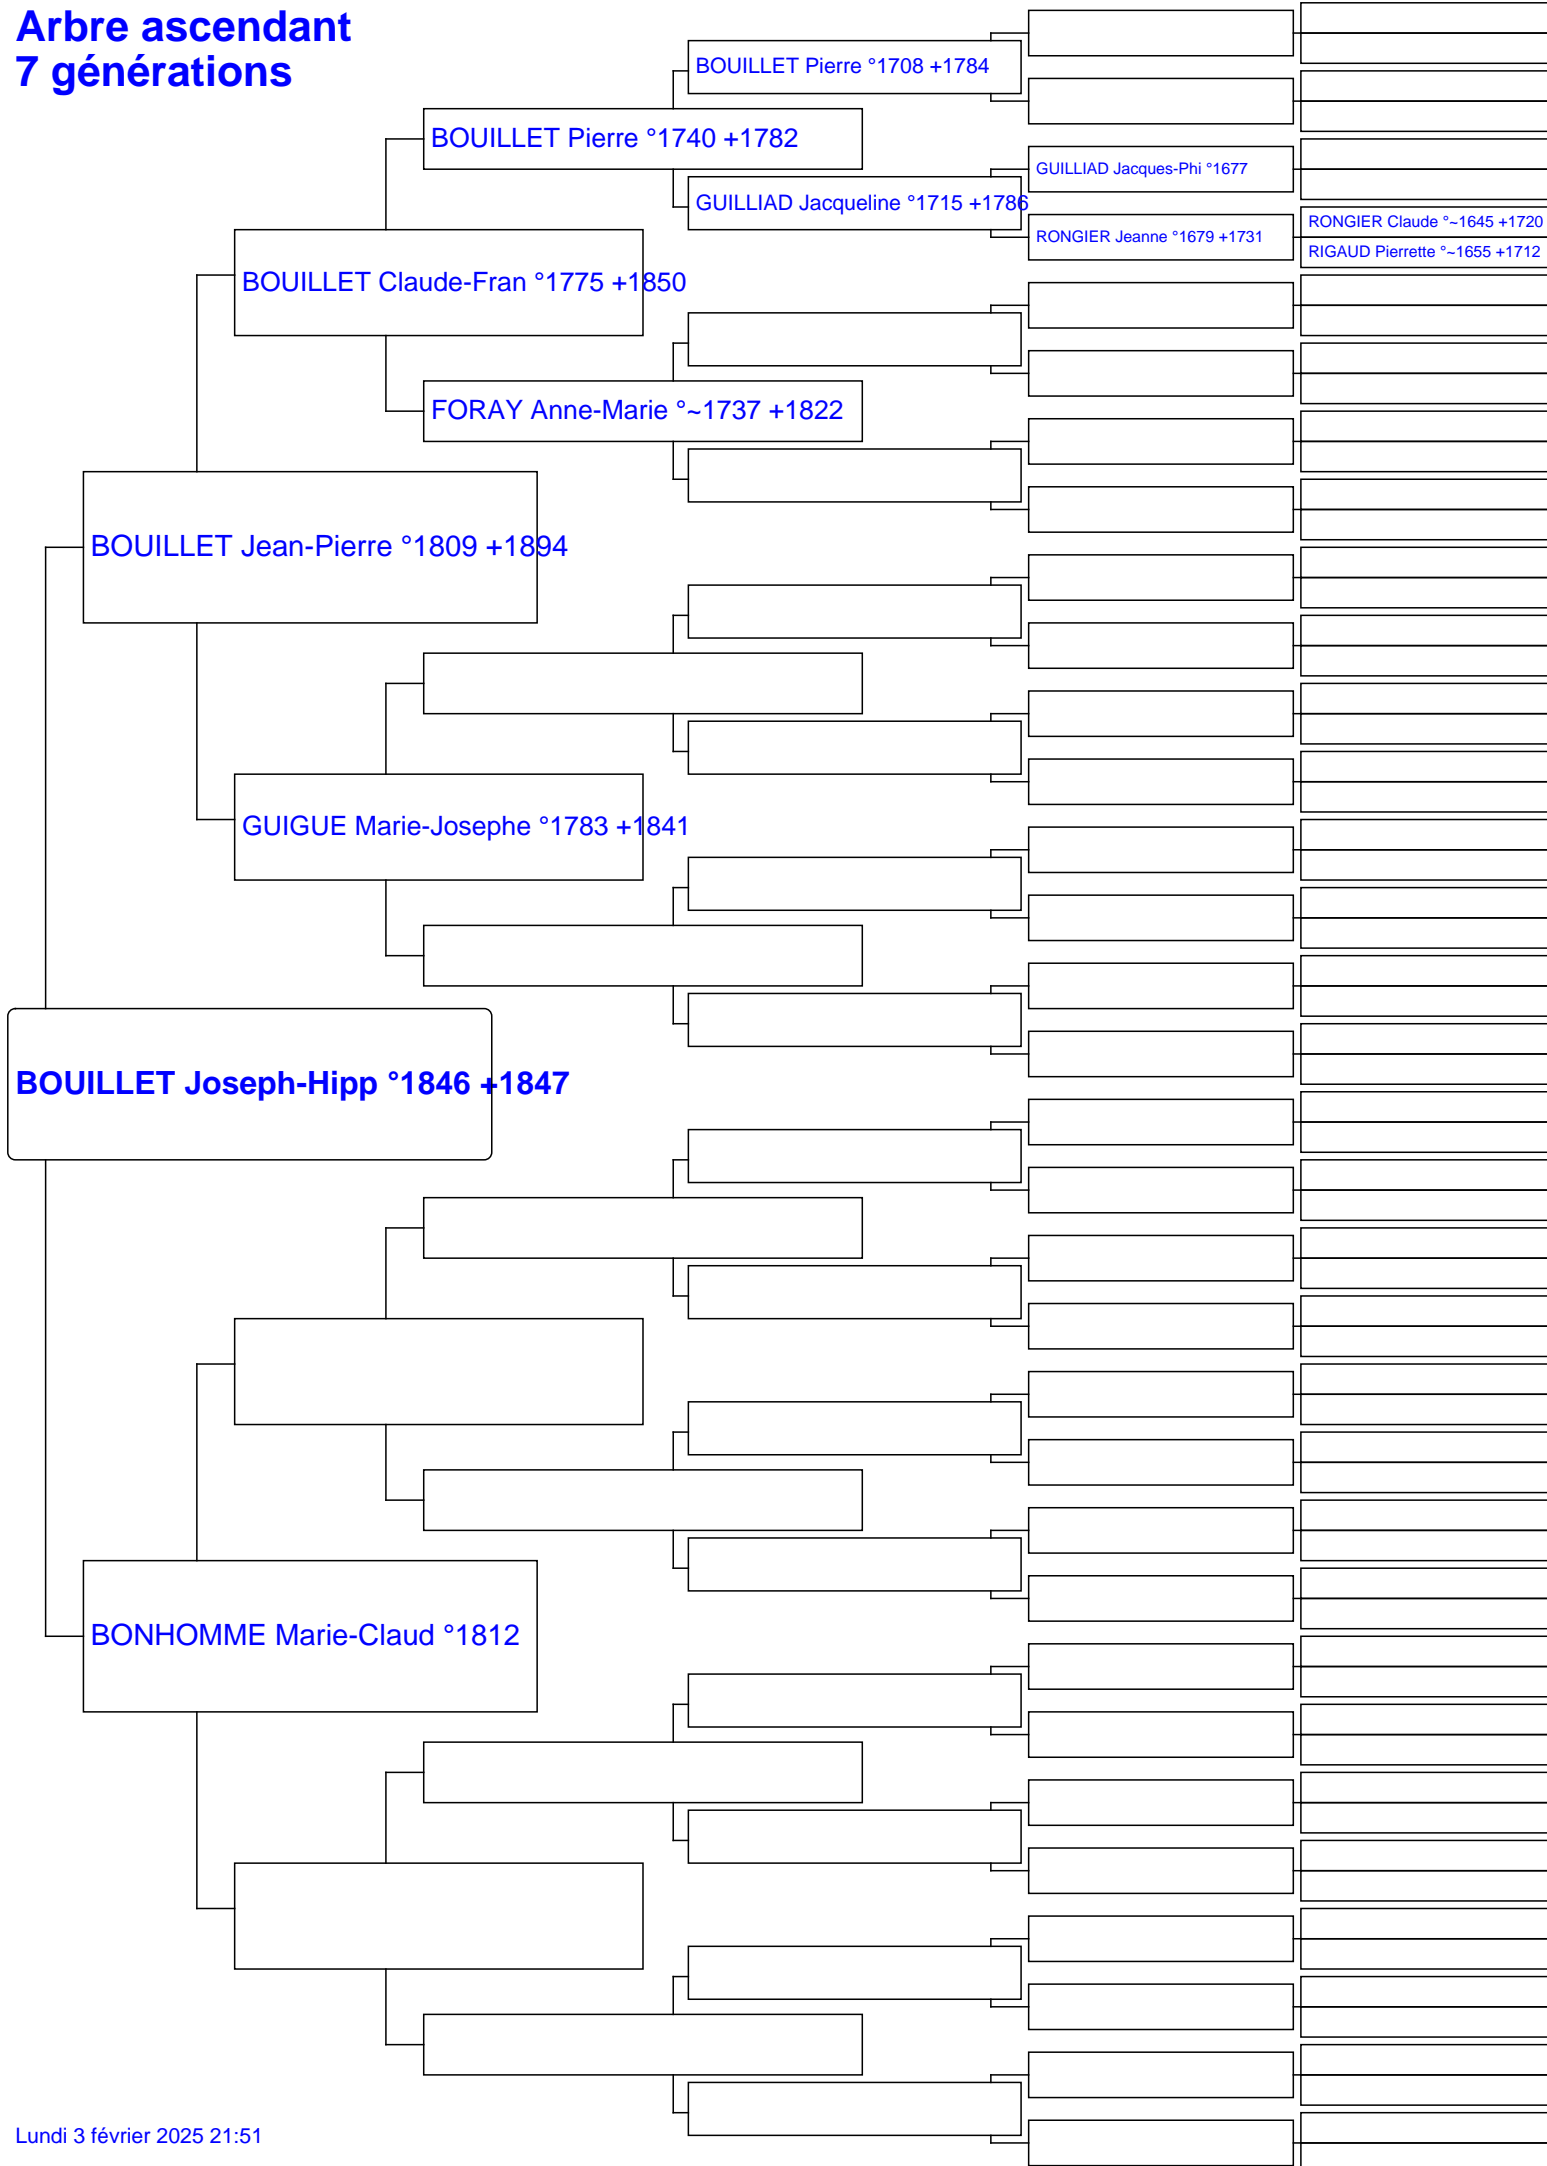 Arbre ascendant
7 générations
BOUILLET Pierre °1708 +1784
BOUILLET Pierre °1740 +1782
GUILLIAD Jacques-Phi °1677
GUILLIAD Jacqueline °1715 +1786
RONGIER Claude °~1645 +1720
RONGIER Jeanne °1679 +1731
RIGAUD Pierrette °~1655 +1712
BOUILLET Claude-Fran °1775 +1850
FORAY Anne-Marie °~1737 +1822
BOUILLET Jean-Pierre °1809 +1894
GUIGUE Marie-Josephe °1783 +1841
BOUILLET Joseph-Hipp °1846 +1847
BONHOMME Marie-Claud °1812
Lundi 3 février 2025 21:51